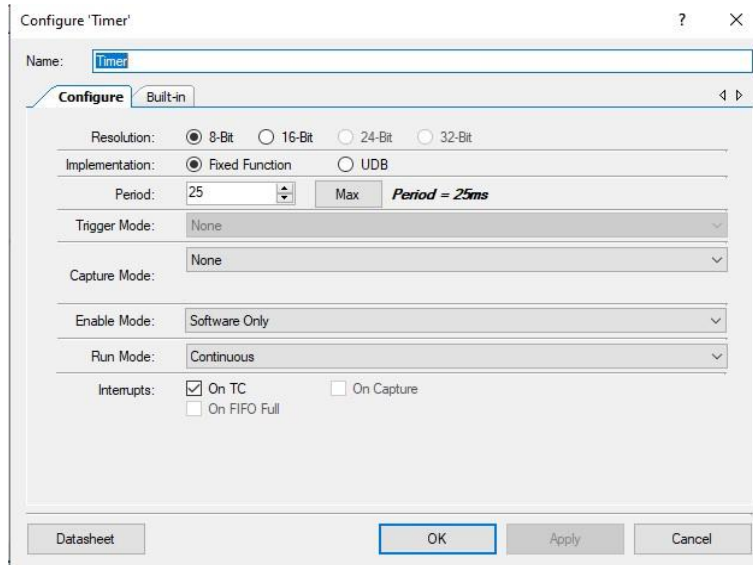 Configure 'Timer'
? ×
Name: Timer
Configure Built-in
Resolution: 8-Bit 16-Bit 24-Bit 32-Bit
Implementation: Fixed Function UDB
Period: 25 Max Period = 25ms
Trigger Mode: None
Capture Mode: None
Enable Mode: Software Only
Run Mode: Continuous
Interrupts: On TC On Capture
On FIFO Full
Datasheet OK Apply Cancel